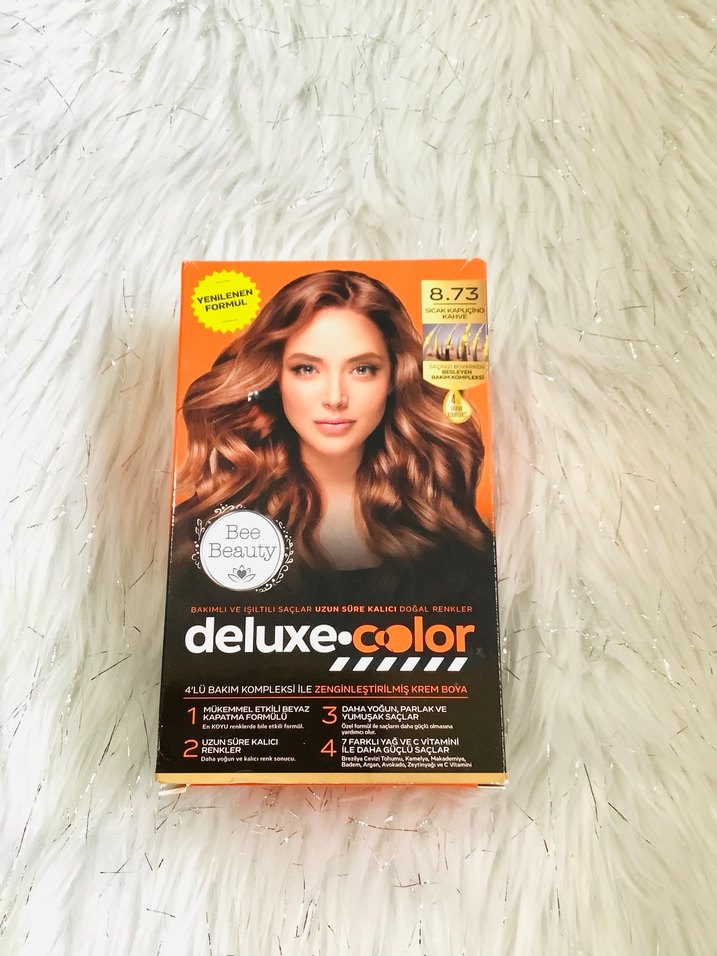 YENİLENEN
FORMÜL
8.73
SICAK KAPUÇİNO
KAHVE
SAÇINIZI BOYARKEN
BESLEYEN
BAKIM KOMPLEKSİ
4'LÜ
BAKIM
Bee
Beauty
BAKIMLI VE IŞILTILI SAÇLAR UZUN SÜRE KALICI DOĞAL RENKLER
deluxe•color
4'LÜ BAKIM KOMPLEKSİ İLE ZENGİNLEŞTİRİLMİŞ KREM BOYA
1 MÜKEMMEL ETKİLİ BEYAZ
KAPATMA FORMÜLÜ
En KOYU renklerde bile etkili formül.
2 UZUN SÜRE KALICI
RENKLER
Daha yoğun ve kalıcı renk sonucu.
3 DAHA YOĞUN, PARLAK VE
YUMUŞAK SAÇLAR
Özel formül ile saçların daha güçlü olmasına
yardımcı olur.
4 7 FARKLI YAĞ VE C VİTAMİNİ
İLE DAHA GÜÇLÜ SAÇLAR
Brezilya Cevizi Tohumu, Kamelya, Makademiya,
Badem, Argan, Avokado, Zeytinyağı ve C Vitamini